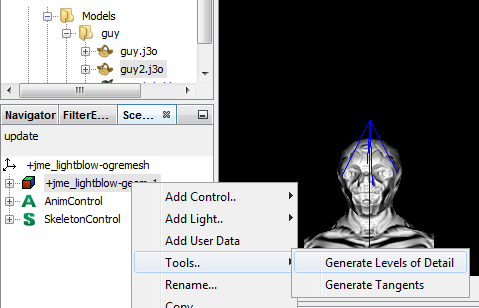 Models
guy
guy.j3o
guy2.j3o
Navigator
FilterE...
Sce...
update
+jme_lightblow-ogremesh
+jme_lightblow-geom-1
AnimControl
SkeletonControl
Add Control..
Add Light..
Add User Data
Tools..
Rename...
Copy
Generate Levels of Detail
Generate Tangents